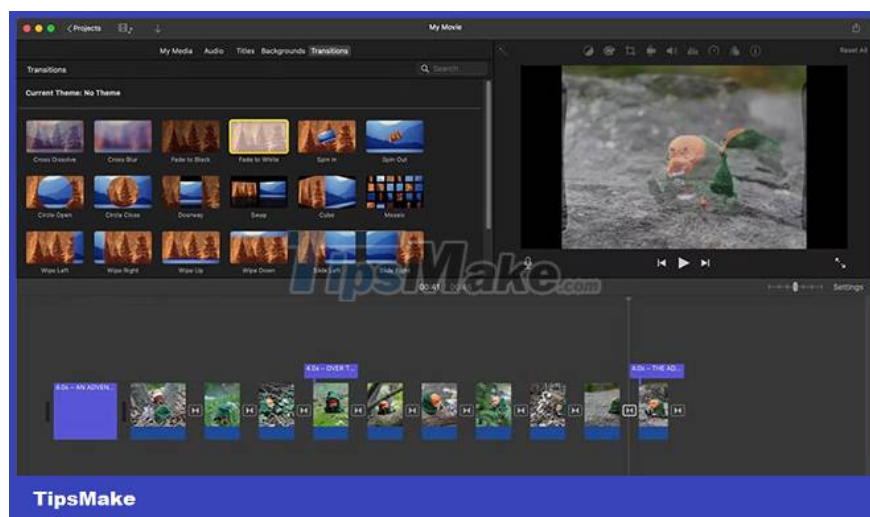 Projects
My Movie
My Media Audio Titles Backgrounds Transitions
Reset All
Transitions
Search
Current Theme: No Theme
Cross Dissolve Cross Blur Fade to Black Fade to White Spin In Spin Out
Circle Open Circle Close Doorway Swap Cube Mosaic
Wipe Left Wipe Right Wipe Up Wipe Down Slide Left Slide Right
TipsMake.com
00:41 / 00:45
Settings
4.0s – OVER T...
4.0s – THE AD...
4.0s – AN ADVEN...
TipsMake